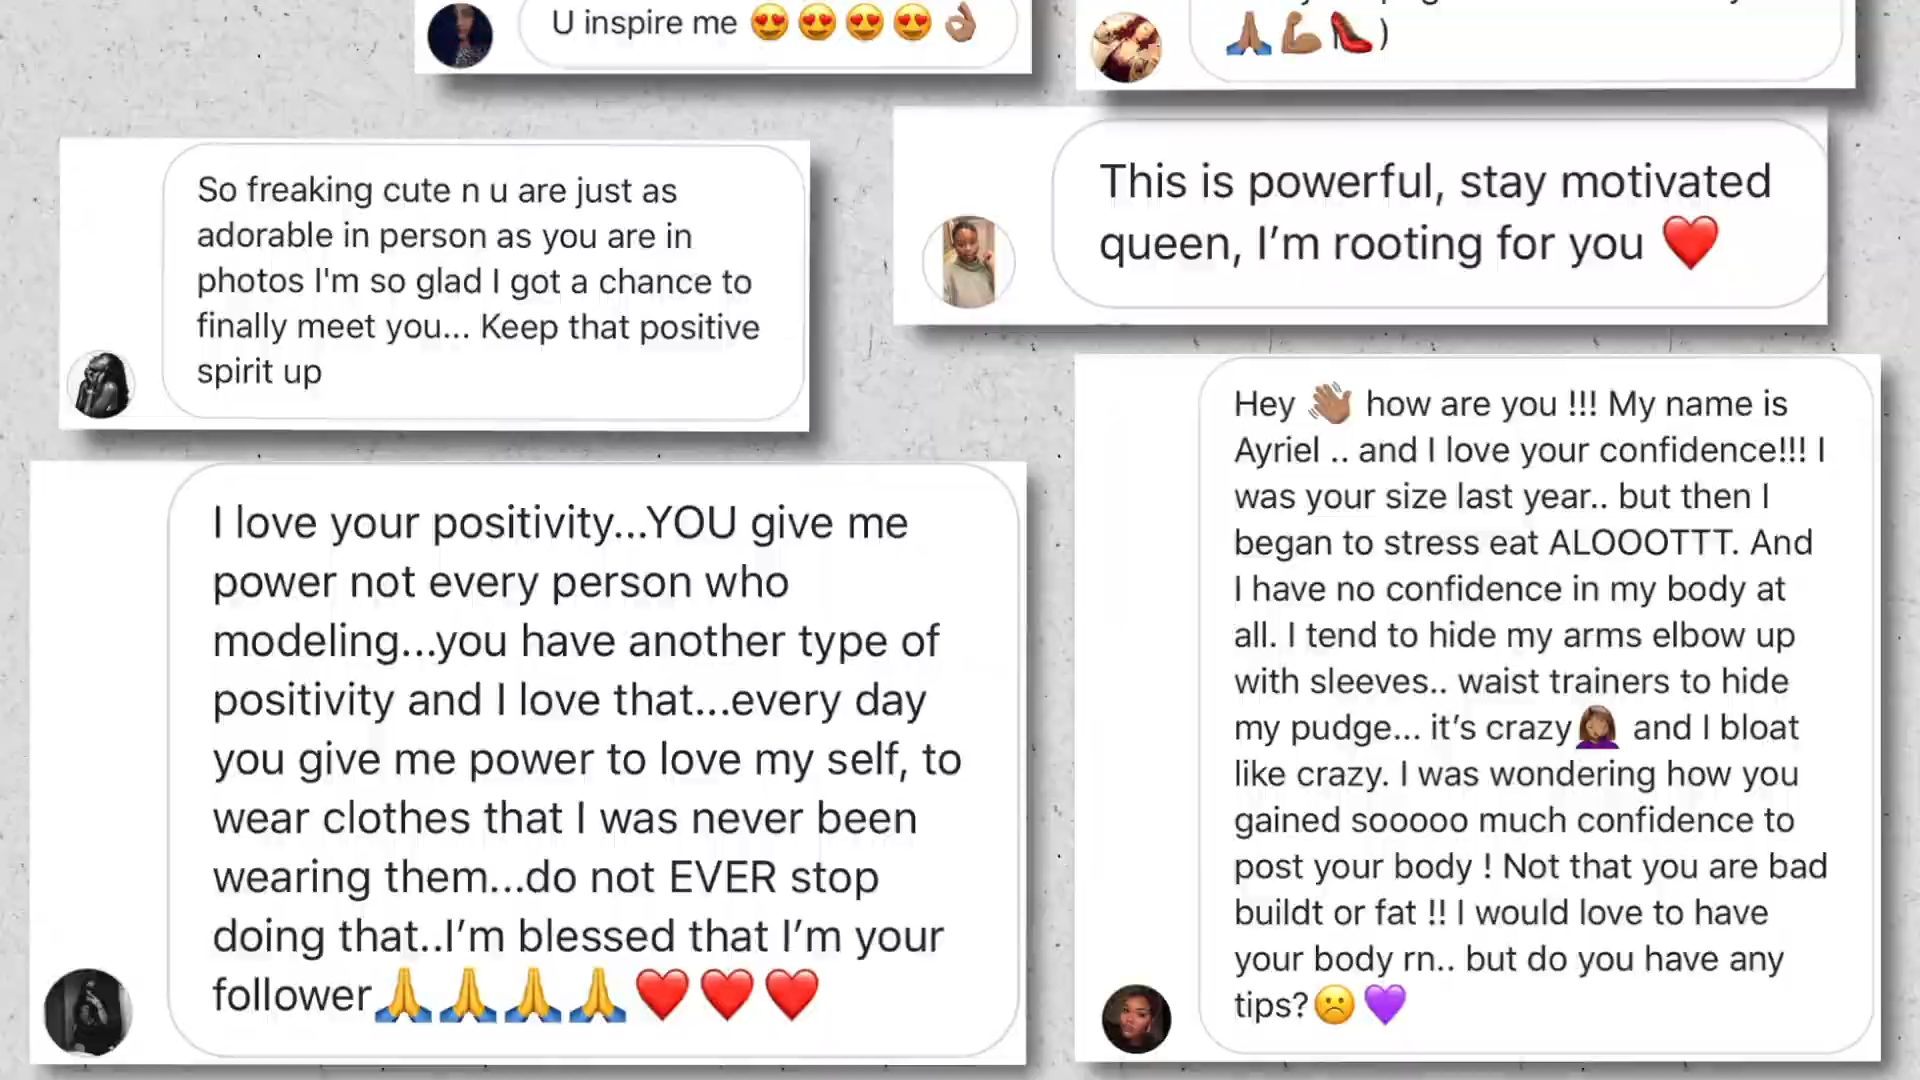 U inspire me 😍😍😍😍👌🏽
🙏🏽💪🏽👠)
So freaking cute n u are just as
adorable in person as you are in
photos I'm so glad I got a chance to
finally meet you... Keep that positive
spirit up
This is powerful, stay motivated
queen, I’m rooting for you ❤️
I love your positivity...YOU give me
power not every person who
modeling...you have another type of
positivity and I love that...every day
you give me power to love my self, to
wear clothes that I was never been
wearing them...do not EVER stop
doing that..I’m blessed that I’m your
follower🙏🙏🙏🙏❤️❤️❤️
Hey 👋🏽 how are you !!! My name is
Ayriel .. and I love your confidence!!! I
was your size last year.. but then I
began to stress eat ALOOOTTT. And
I have no confidence in my body at
all. I tend to hide my arms elbow up
with sleeves.. waist trainers to hide
my pudge... it’s crazy🤦🏽‍♀️ and I bloat
like crazy. I was wondering how you
gained sooooo much confidence to
post your body ! Not that you are bad
buildt or fat !! I would love to have
your body rn.. but do you have any
tips?☹️💜